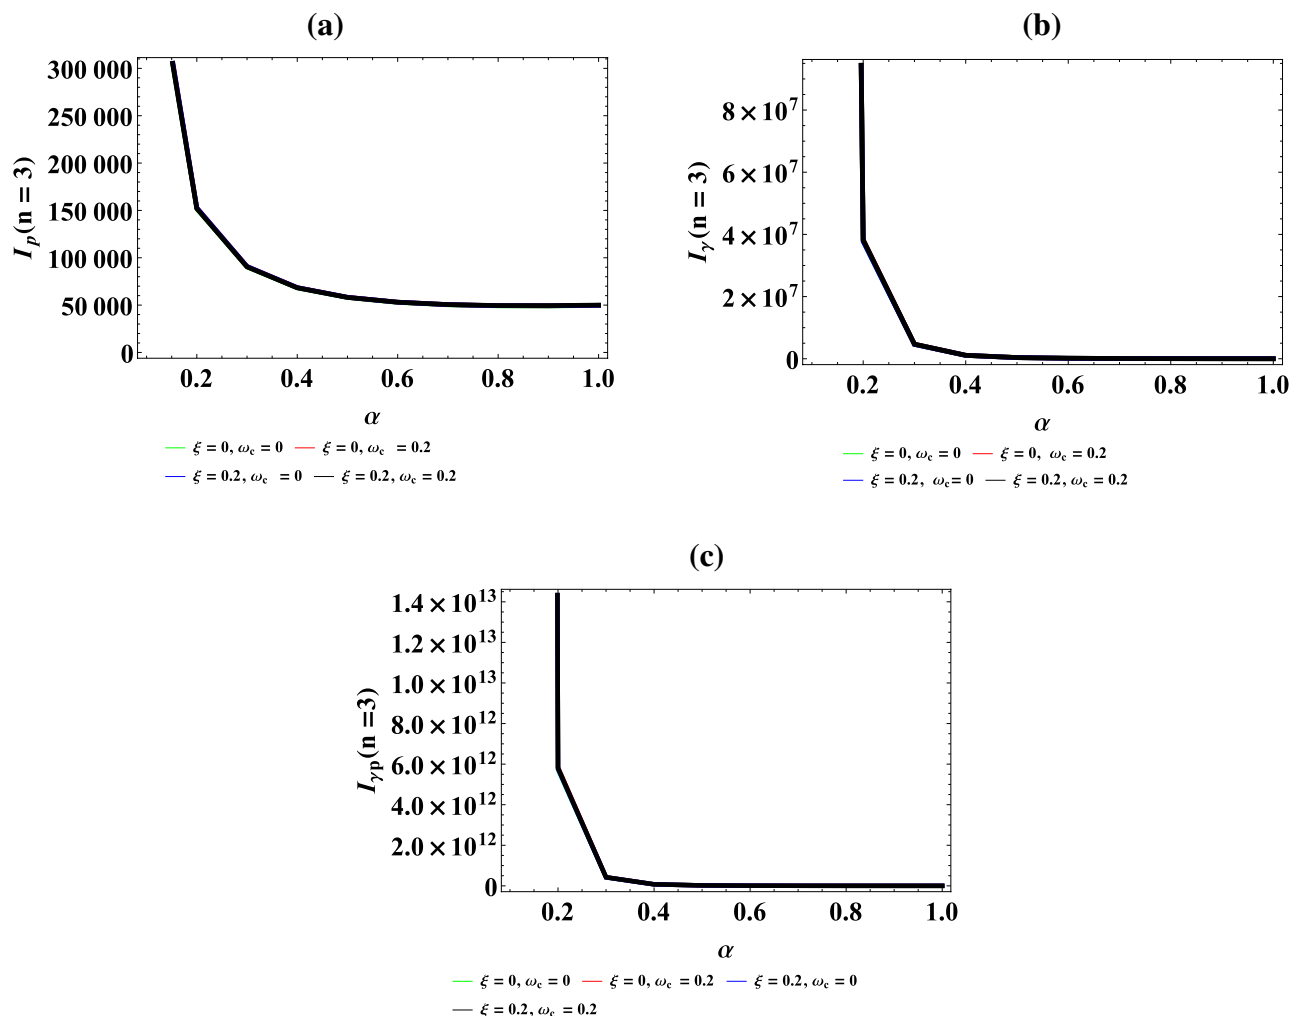 (a)
300 000
250 000
200 000
150 000
100 000
50 000
0
I_p(n = 3)
0.2 0.4 0.6 0.8 1.0
α
ξ = 0, ω_c = 0 ξ = 0, ω_c = 0.2
ξ = 0.2, ω_c = 0 ξ = 0.2, ω_c = 0.2
(b)
8×10^7
6×10^7
4×10^7
2×10^7
0
I_γ(n = 3)
0.2 0.4 0.6 0.8 1.0
α
ξ = 0, ω_c = 0 ξ = 0, ω_c = 0.2
ξ = 0.2, ω_c= 0 ξ = 0.2, ω_c = 0.2
(c)
1.4×10^13
1.2×10^13
1.0×10^13
8.0×10^12
6.0×10^12
4.0×10^12
2.0×10^12
0
I_γp(n =3)
0.2 0.4 0.6 0.8 1.0
α
ξ = 0, ω_c = 0 ξ = 0, ω_c = 0.2 ξ = 0.2, ω_c = 0
ξ = 0.2, ω_c = 0.2